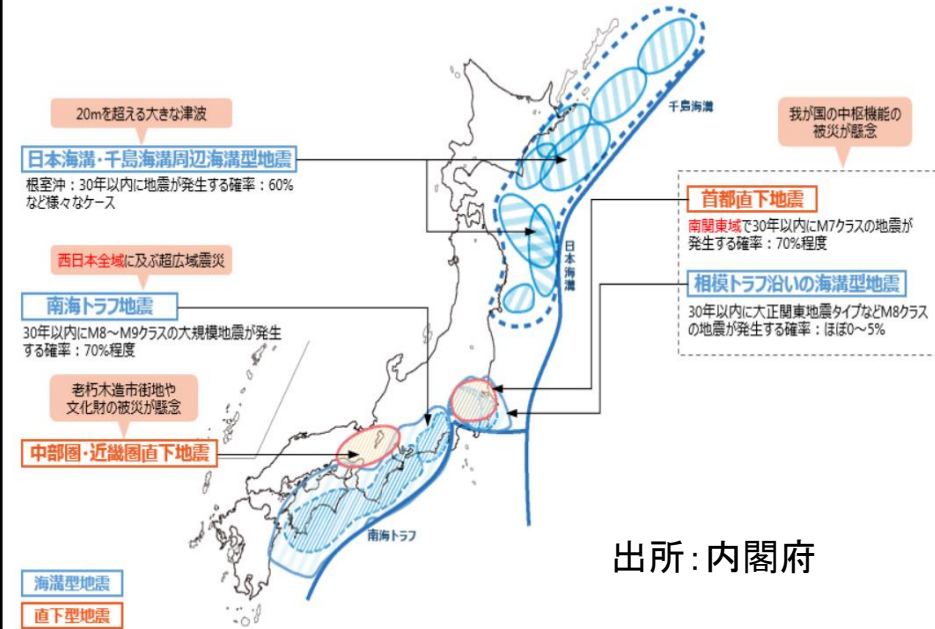 20mを超える大きな津波
日本海溝・千島海溝周辺海溝型地震
根室沖：30年以内に地震が発生する確率：60%
など様々なケース
西日本全域に及ぶ超広域震災
南海トラフ地震
30年以内にM8～M9クラスの大規模地震が発生
する確率：70%程度
老朽木造市街地や
文化財の被災が懸念
中部圏・近畿圏直下地震
海溝型地震
直下型地震
千島海溝
日本海溝
南海トラフ
我が国の中枢機能の
被災が懸念
首都直下地震
南関東域で30年以内にM7クラスの地震が
発生する確率：70%程度
相模トラフ沿いの海溝型地震
30年以内に大正関東地震タイプなどM8クラス
の地震が発生する確率：ほぼ0～5%
出所：内閣府